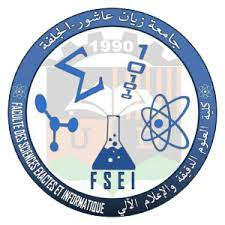 جامعة زيان عاشور-الجلفة
1990
FSEI
FACULTE DES SCIENCES EXACTES ET INFORMATIQUE
كلية العلوم الدقيقة والإعلام الآلي